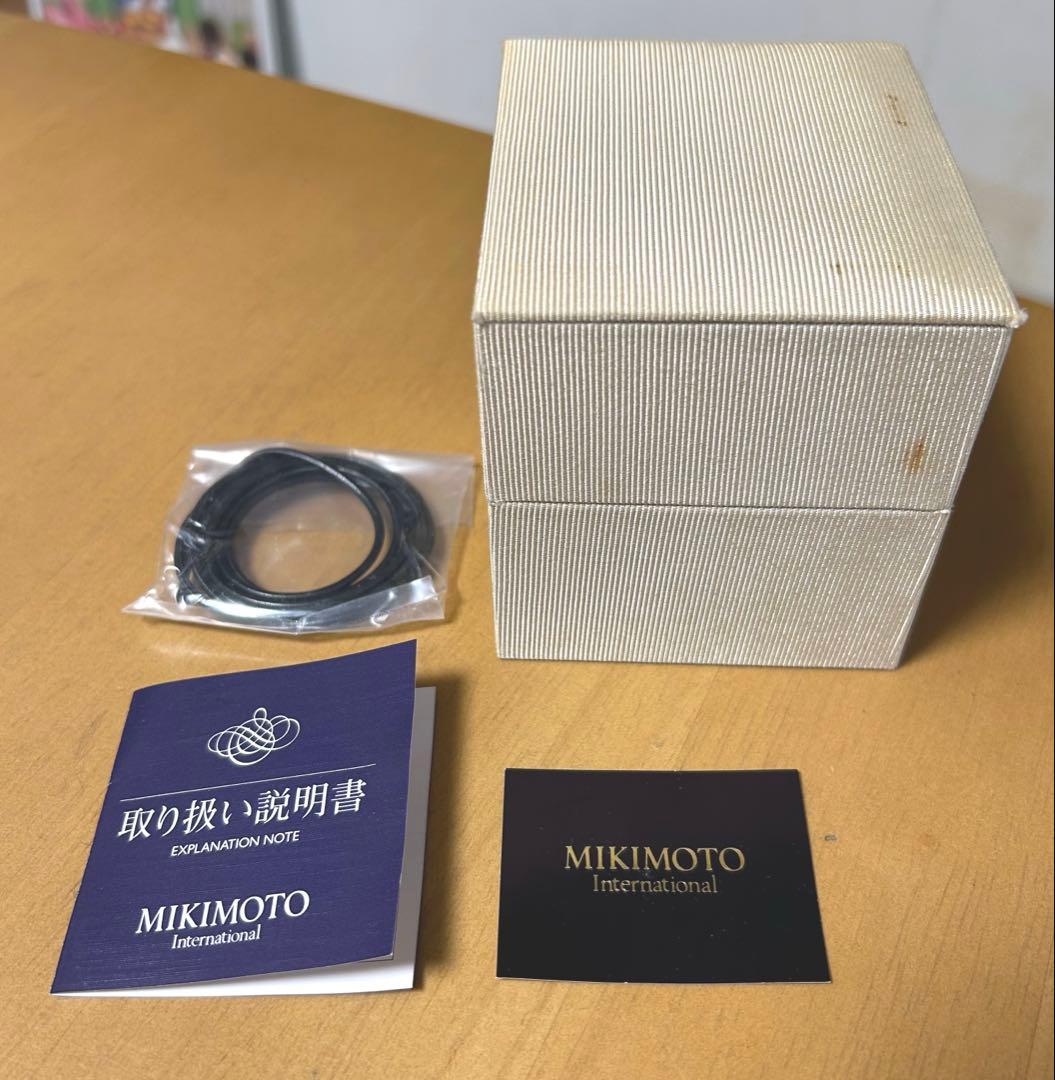 取り扱い説明書
EXPLANATION NOTE
MIKIMOTO
International
MIKIMOTO
International